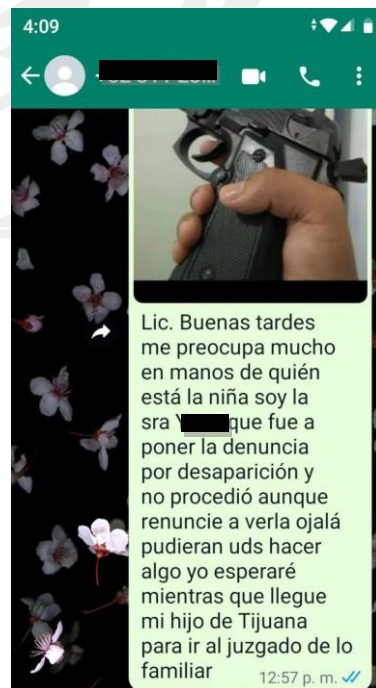 4:09
Lic. Buenas tardes
me preocupa mucho
en manos de quién
está la niña soy la
sra Y que fue a
poner la denuncia
por desaparición y
no procedió aunque
renuncie a verla ojalá
pudieran uds hacer
algo yo esperaré
mientras que llegue
mi hijo de Tijuana
para ir al juzgado de lo
familiar
12:57 p. m.